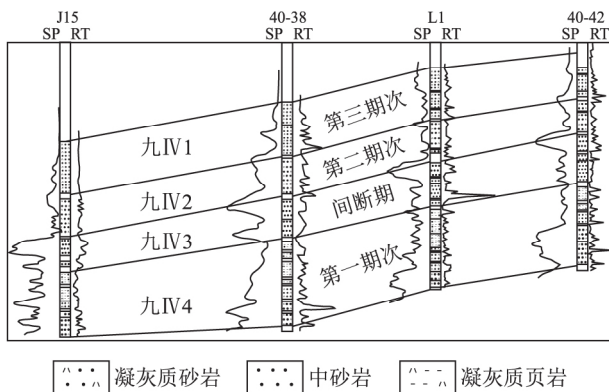 J15 40-38 L1 40-42
SP RT SP RT SP RT SP RT
九Ⅳ1 第三期次
九Ⅳ2 第二期次
九Ⅳ3 间断期
九Ⅳ4 第一期次
凝灰质砂岩 中砂岩 凝灰质页岩